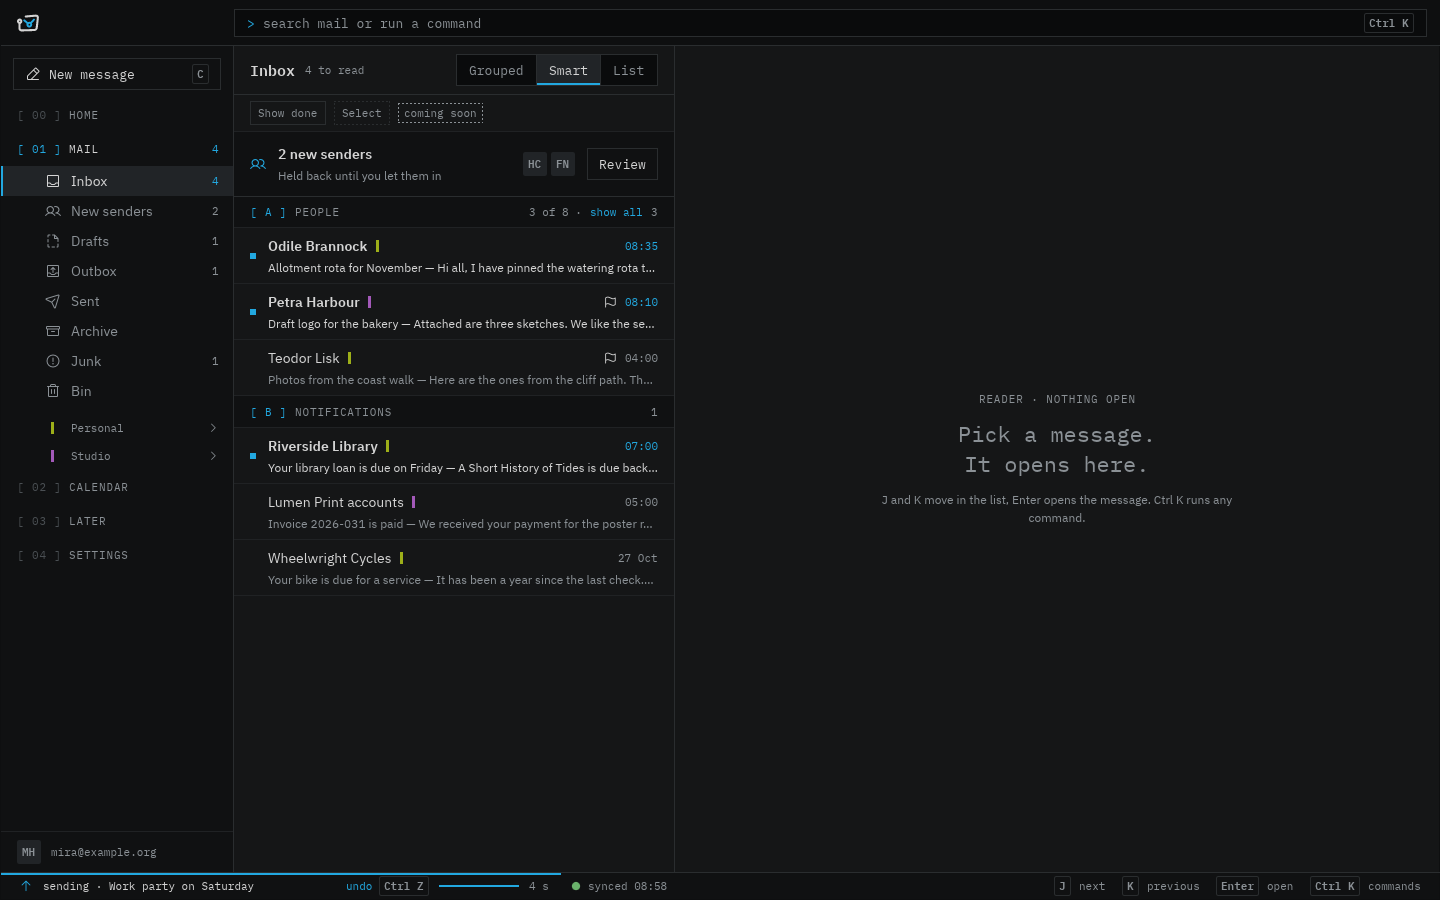 > search mail or run a command Ctrl K
New message C
[ 00 ] HOME
[ 01 ] MAIL 4
Inbox 4
New senders 2
Drafts 1
Outbox 1
Sent
Archive
Junk 1
Bin
Personal
Studio
[ 02 ] CALENDAR
[ 03 ] LATER
[ 04 ] SETTINGS
MH mira@example.org
Inbox 4 to read Grouped Smart List
Show done Select coming soon
2 new senders
Held back until you let them in
HC FN Review
[ A ] PEOPLE 3 of 8 · show all 3
Odile Brannock 08:35
Allotment rota for November — Hi all, I have pinned the watering rota t…
Petra Harbour 08:10
Draft logo for the bakery — Attached are three sketches. We like the se…
Teodor Lisk 04:00
Photos from the coast walk — Here are the ones from the cliff path. Th…
[ B ] NOTIFICATIONS 1
Riverside Library 07:00
Your library loan is due on Friday — A Short History of Tides is due back…
Lumen Print accounts 05:00
Invoice 2026-031 is paid — We received your payment for the poster r…
Wheelwright Cycles 27 Oct
Your bike is due for a service — It has been a year since the last check.…
READER · NOTHING OPEN
Pick a message.
It opens here.
J and K move in the list, Enter opens the message. Ctrl K runs any
command.
sending · Work party on Saturday undo Ctrl Z 4 s synced 08:58 J next K previous Enter open Ctrl K commands